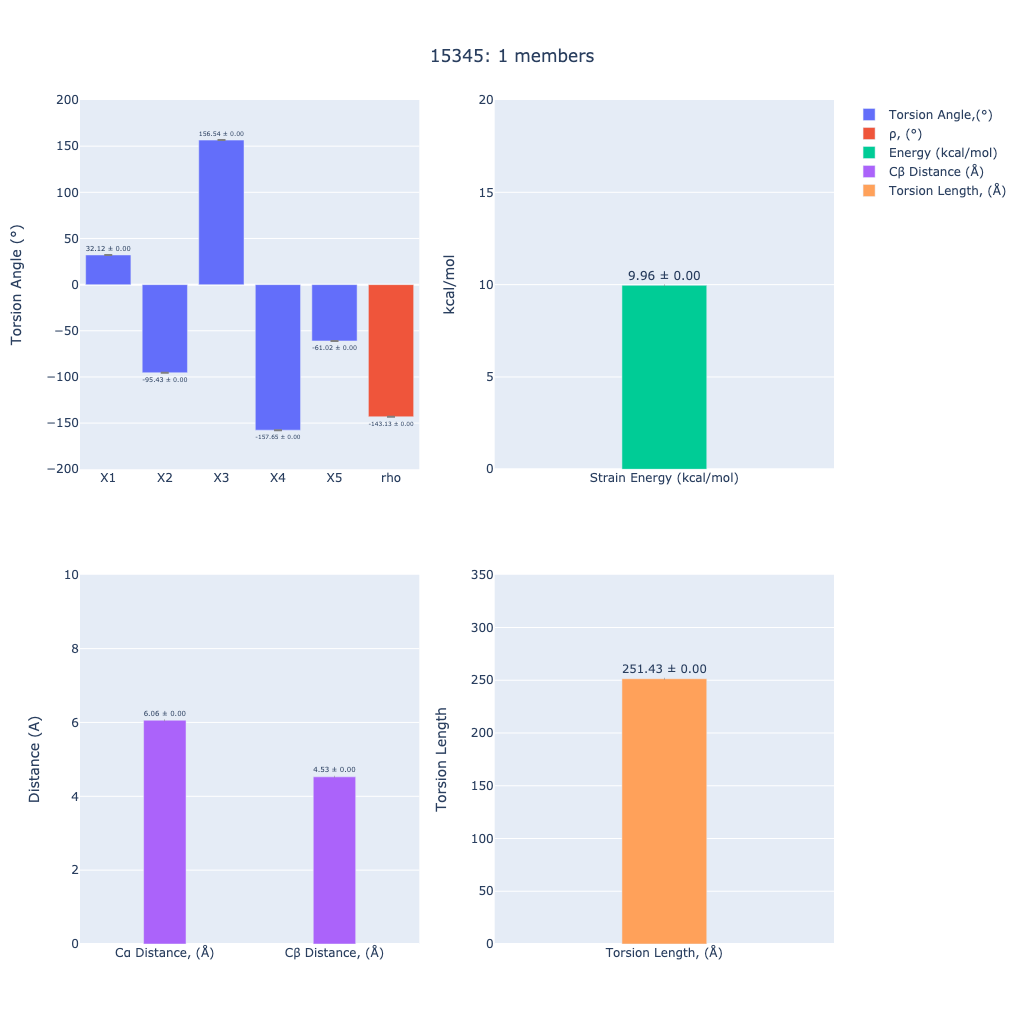 15345: 1 members
Torsion Angle (°)
200
150
100
50
0
−50
−100
−150
−200
32.12 ± 0.00
-95.43 ± 0.00
156.54 ± 0.00
-157.65 ± 0.00
-61.02 ± 0.00
-143.13 ± 0.00
X1 X2 X3 X4 X5 rho
kcal/mol
20
15
10
5
0
9.96 ± 0.00
Strain Energy (kcal/mol)
Torsion Angle,(°)
ρ, (°)
Energy (kcal/mol)
Cβ Distance (Å)
Torsion Length, (Å)
Distance (A)
10
8
6
4
2
0
6.06 ± 0.00
4.53 ± 0.00
Cα Distance, (Å) Cβ Distance, (Å)
Torsion Length
350
300
250
200
150
100
50
0
251.43 ± 0.00
Torsion Length, (Å)